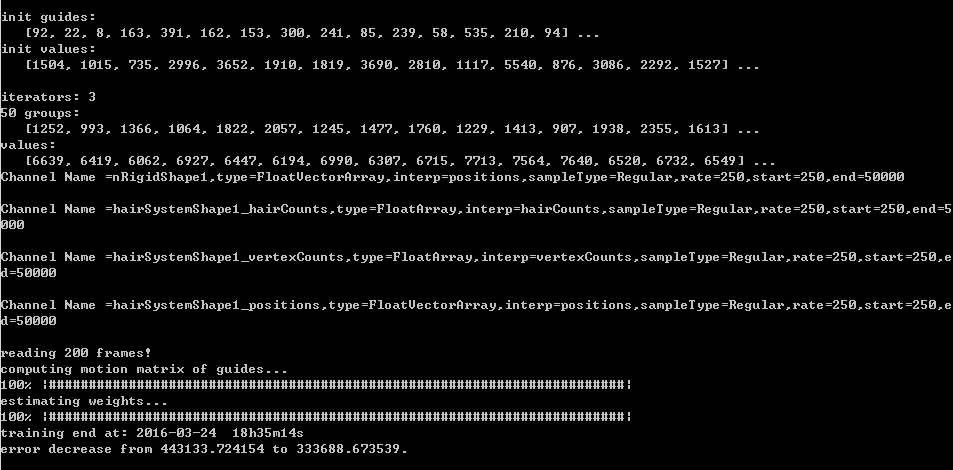 init guides:
[92, 22, 8, 163, 391, 162, 153, 300, 241, 85, 239, 58, 535, 210, 94] ...
init values:
[1504, 1015, 735, 2996, 3652, 1910, 1819, 3690, 2810, 1117, 5540, 876, 3086, 2292, 1527] ...
iterators: 3
50 groups:
[1252, 993, 1366, 1064, 1822, 2057, 1245, 1477, 1760, 1229, 1413, 907, 1938, 2355, 1613] ...
values:
[6639, 6419, 6062, 6927, 6447, 6194, 6990, 6307, 6715, 7713, 7564, 7640, 6520, 6732, 6549] ...
Channel Name =nRigidShape1,type=FloatVectorArray,interp=positions,sampleType=Regular,rate=250,start=250,end=50000
Channel Name =hairSystemShape1_hairCounts,type=FloatArray,interp=hairCounts,sampleType=Regular,rate=250,start=250,end=5
000
Channel Name =hairSystemShape1_vertexCounts,type=FloatArray,interp=vertexCounts,sampleType=Regular,rate=250,start=250,e
d=50000
Channel Name =hairSystemShape1_positions,type=FloatVectorArray,interp=positions,sampleType=Regular,rate=250,start=250,e
d=50000
reading 200 frames!
computing motion matrix of guides...
100% |##########################################################################|
estimating weights...
100% |##########################################################################|
training end at: 2016-03-24  18h35m14s
error decrease from 443133.724154 to 333688.673539.